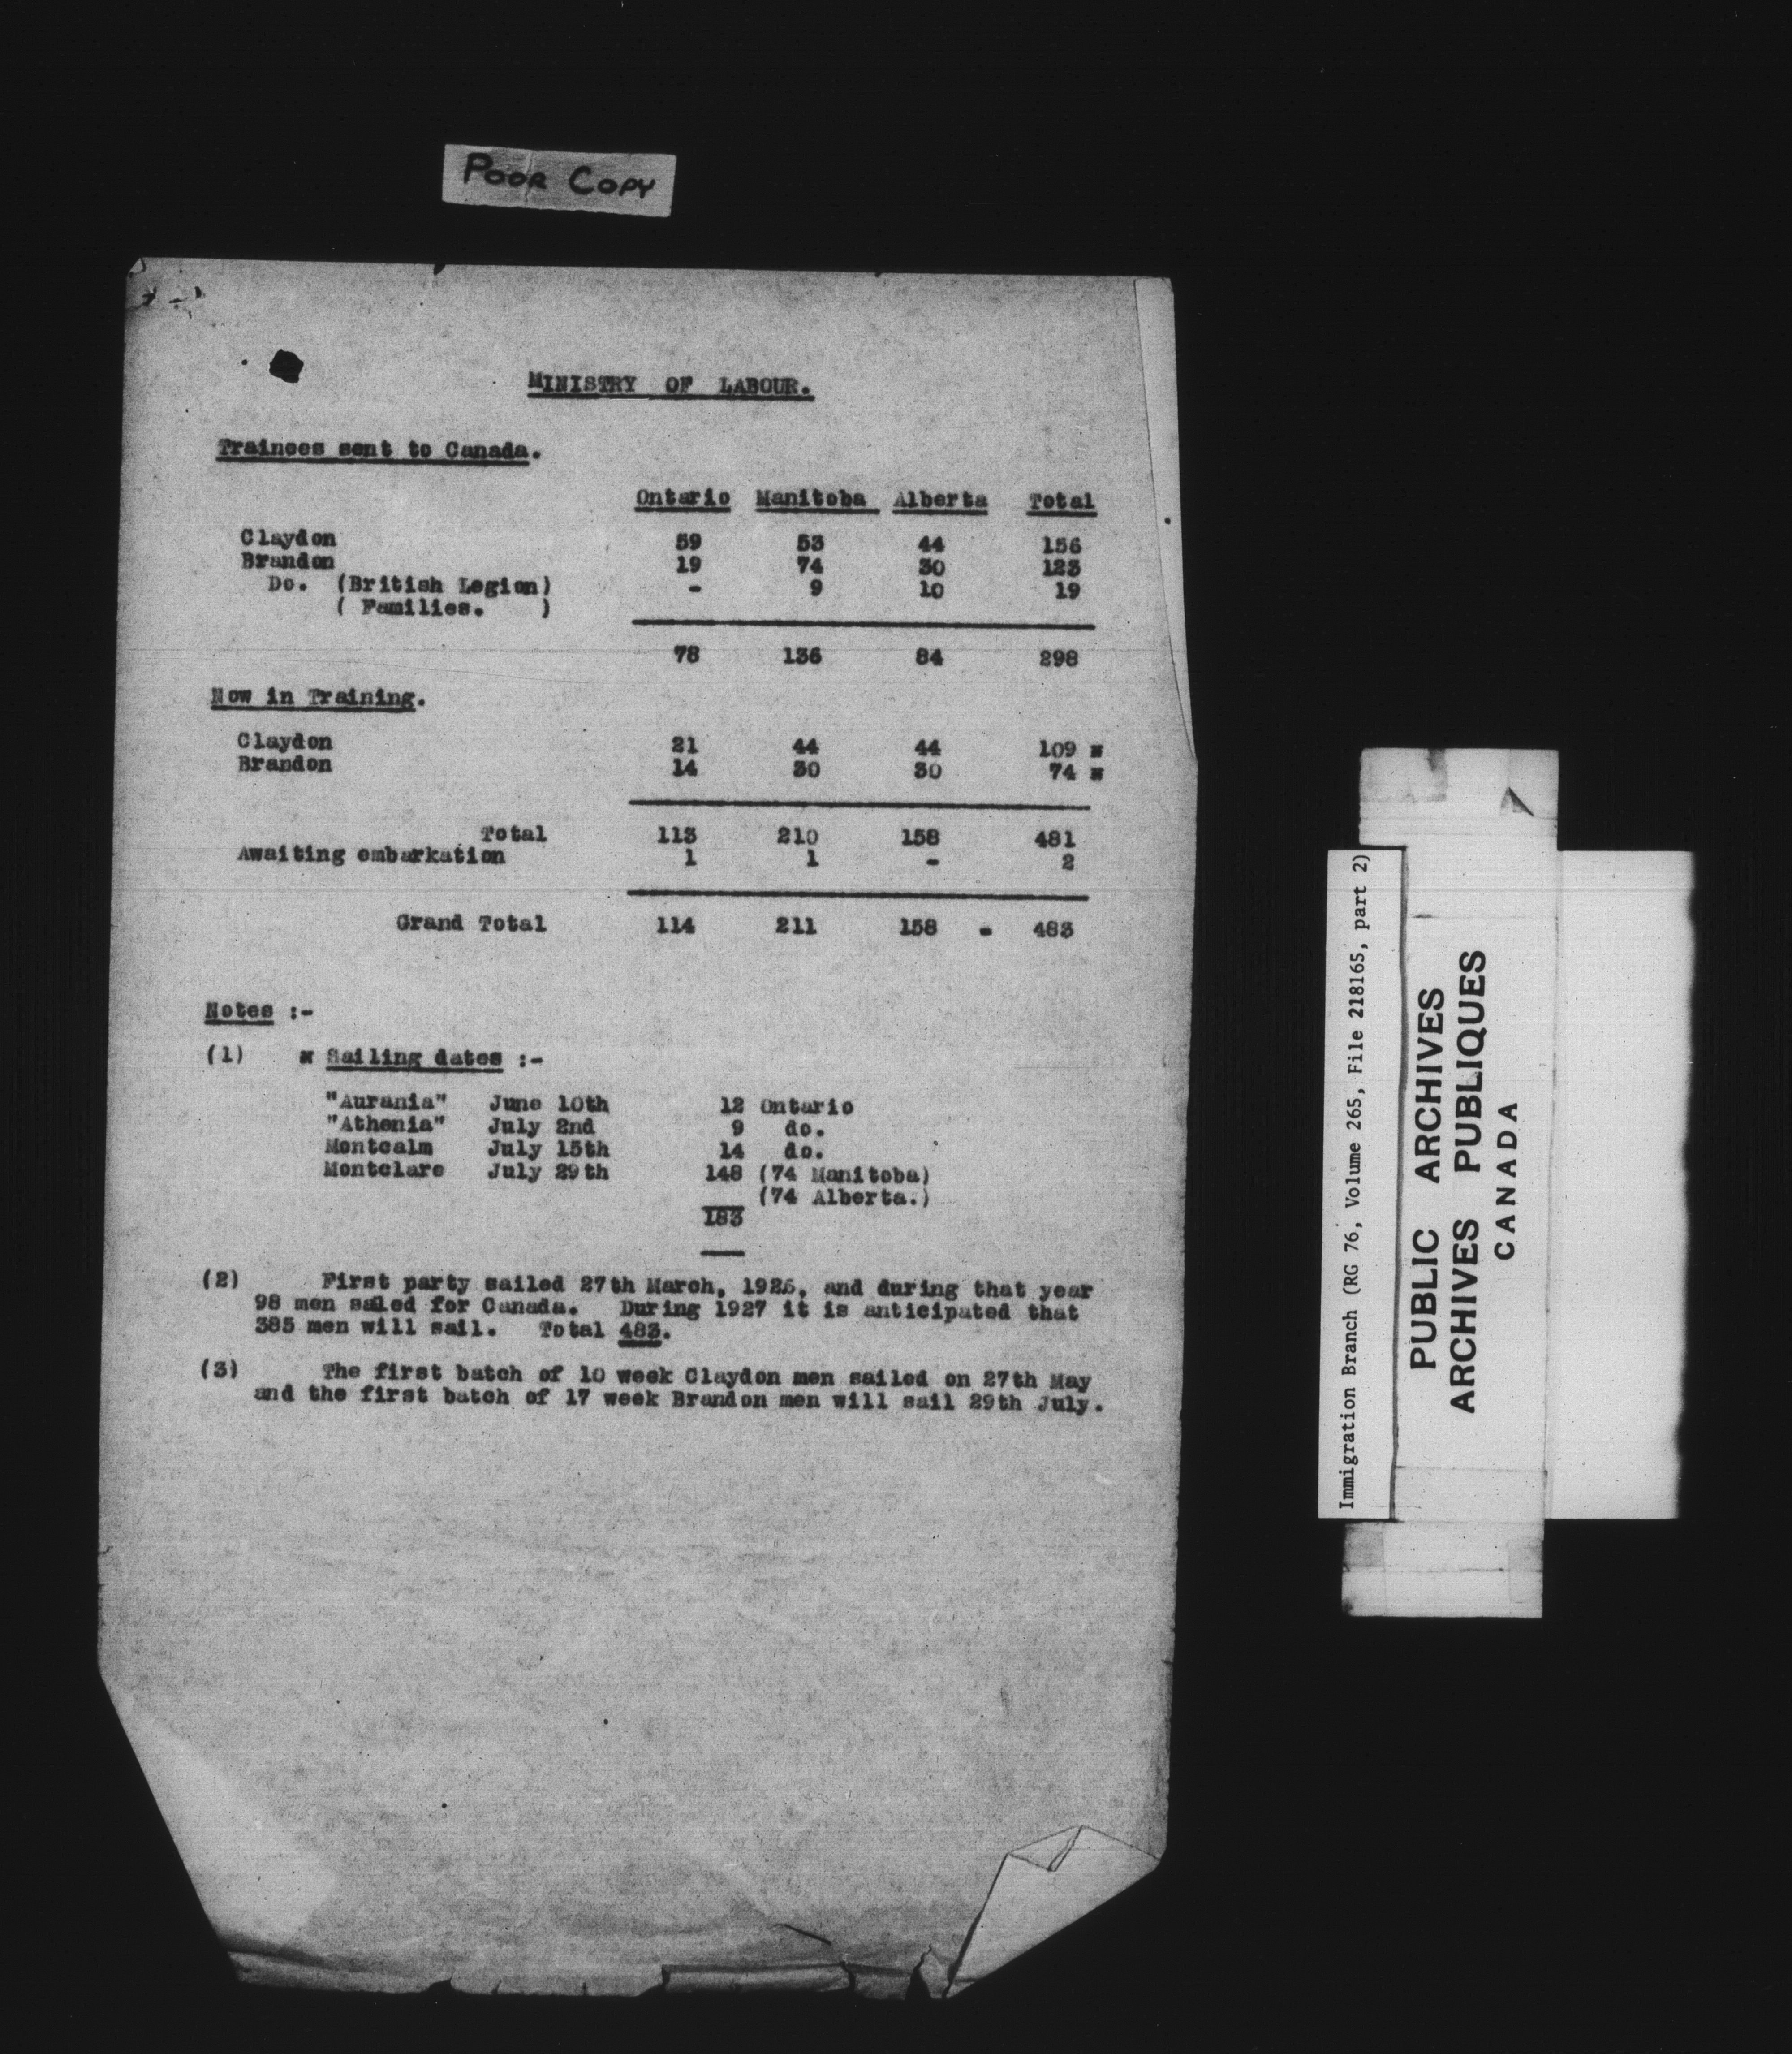 POOR COPY
MINISTRY OF LABOUR.
Trainees sent to Canada.
Ontario Manitoba Alberta Total
Claydon 59 53 44 156
Brandon 19 74 30 123
Do. (British Legion) - 9 10 19
( Families. )
78 136 84 298
Now in Training.
Claydon 21 44 44 109 x
Brandon 14 30 30 74 x
Total 113 210 158 481
Awaiting embarkation 1 1 - 2
Grand Total 114 211 158 - 483
Notes :-
(1) x Sailing dates :-
"Aurania" June 10th 12 Ontario
"Athenia" July 2nd 9 do.
Montcalm July 15th 14 do.
Montclare July 29th 148 (74 Manitoba)
(74 Alberta.)
183
(2) First party sailed 27th March, 1926, and during that year
98 men saled for Canada. During 1927 it is anticipated that
385 men will sail. Total 483.
(3) The first batch of 10 week Claydon men sailed on 27th May
and the first batch of 17 week Brandon men will sail 29th July.
Immigration Branch (RG 76, Volume 265, File 218165, part 2)
PUBLIC ARCHIVES
ARCHIVES PUBLIQUES
CANADA